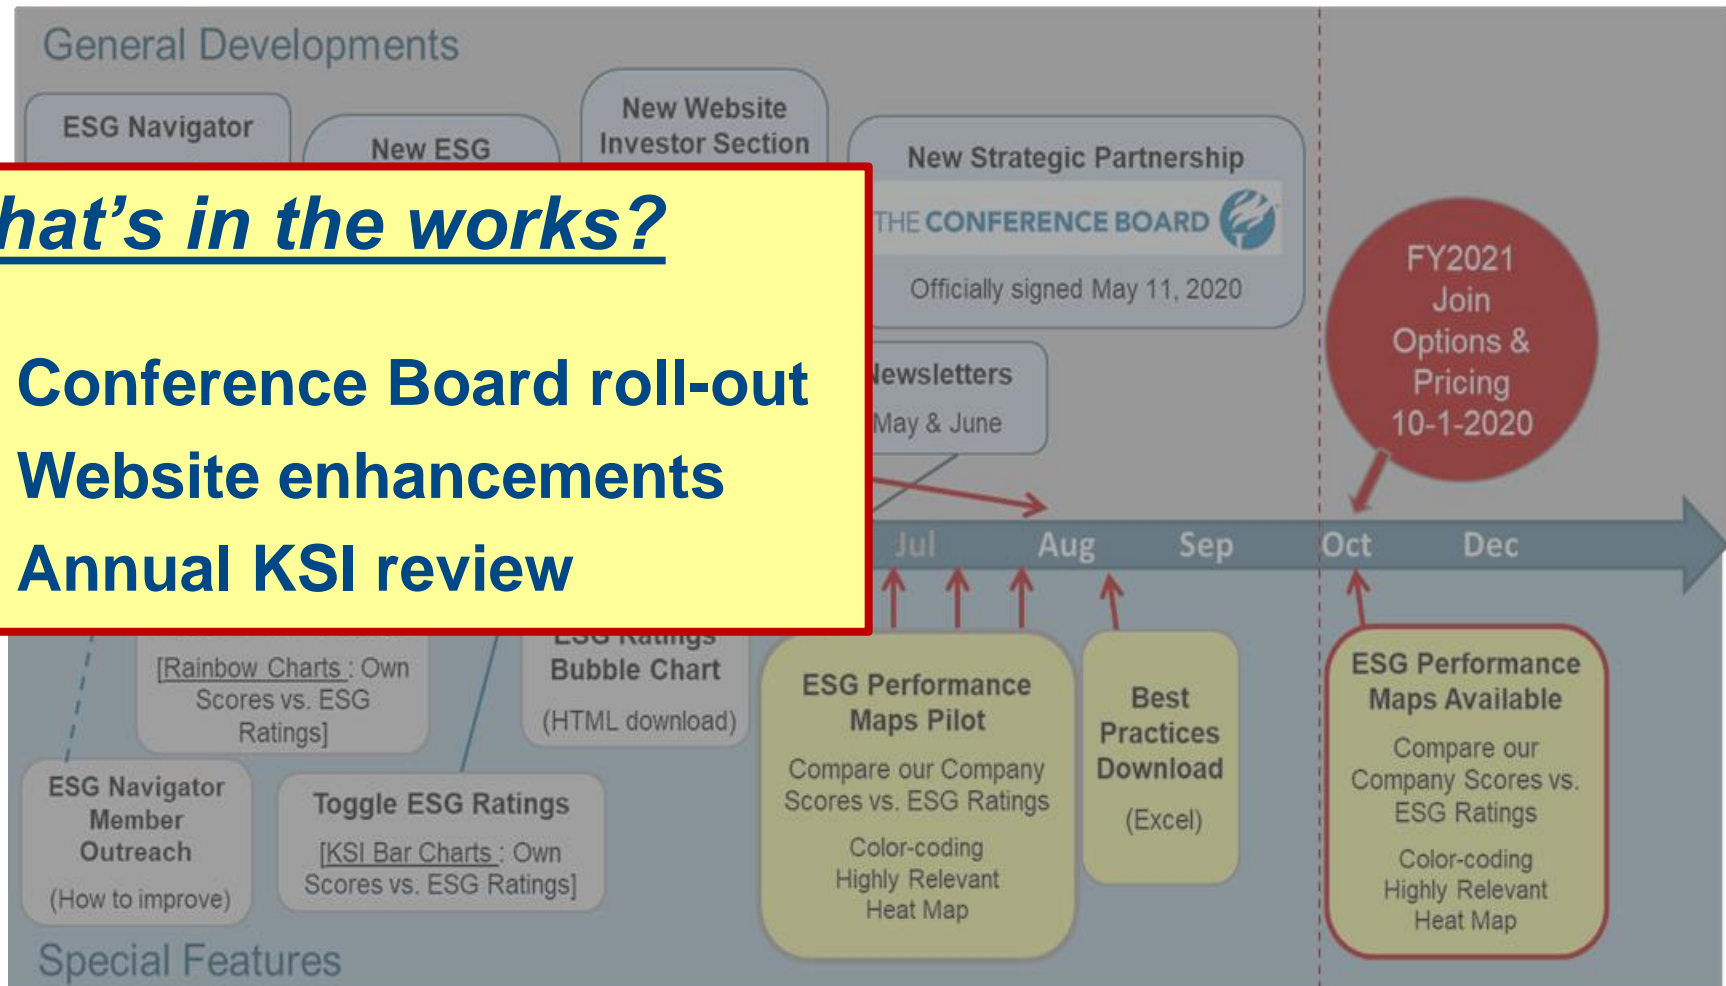 General Developments
ESG Navigator
New ESG
New Website
Investor Section
New Strategic Partnership
THE CONFERENCE BOARD
Officially signed May 11, 2020
hat's in the works?
Conference Board roll-out
Website enhancements
Annual KSI review
Newsletters
May & June
FY2021
Join
Options &
Pricing
10-1-2020
Jul Aug Sep Oct Dec
[Rainbow Charts : Own
Scores vs. ESG
Ratings]
ESG Ratings
Bubble Chart
(HTML download)
ESG Performance
Maps Pilot
Compare our Company
Scores vs. ESG Ratings
Color-coding
Highly Relevant
Heat Map
Best
Practices
Download
(Excel)
ESG Performance
Maps Available
Compare our
Company Scores vs.
ESG Ratings
Color-coding
Highly Relevant
Heat Map
ESG Navigator
Member
Outreach
(How to improve)
Toggle ESG Ratings
[KSI Bar Charts : Own
Scores vs. ESG Ratings]
Special Features